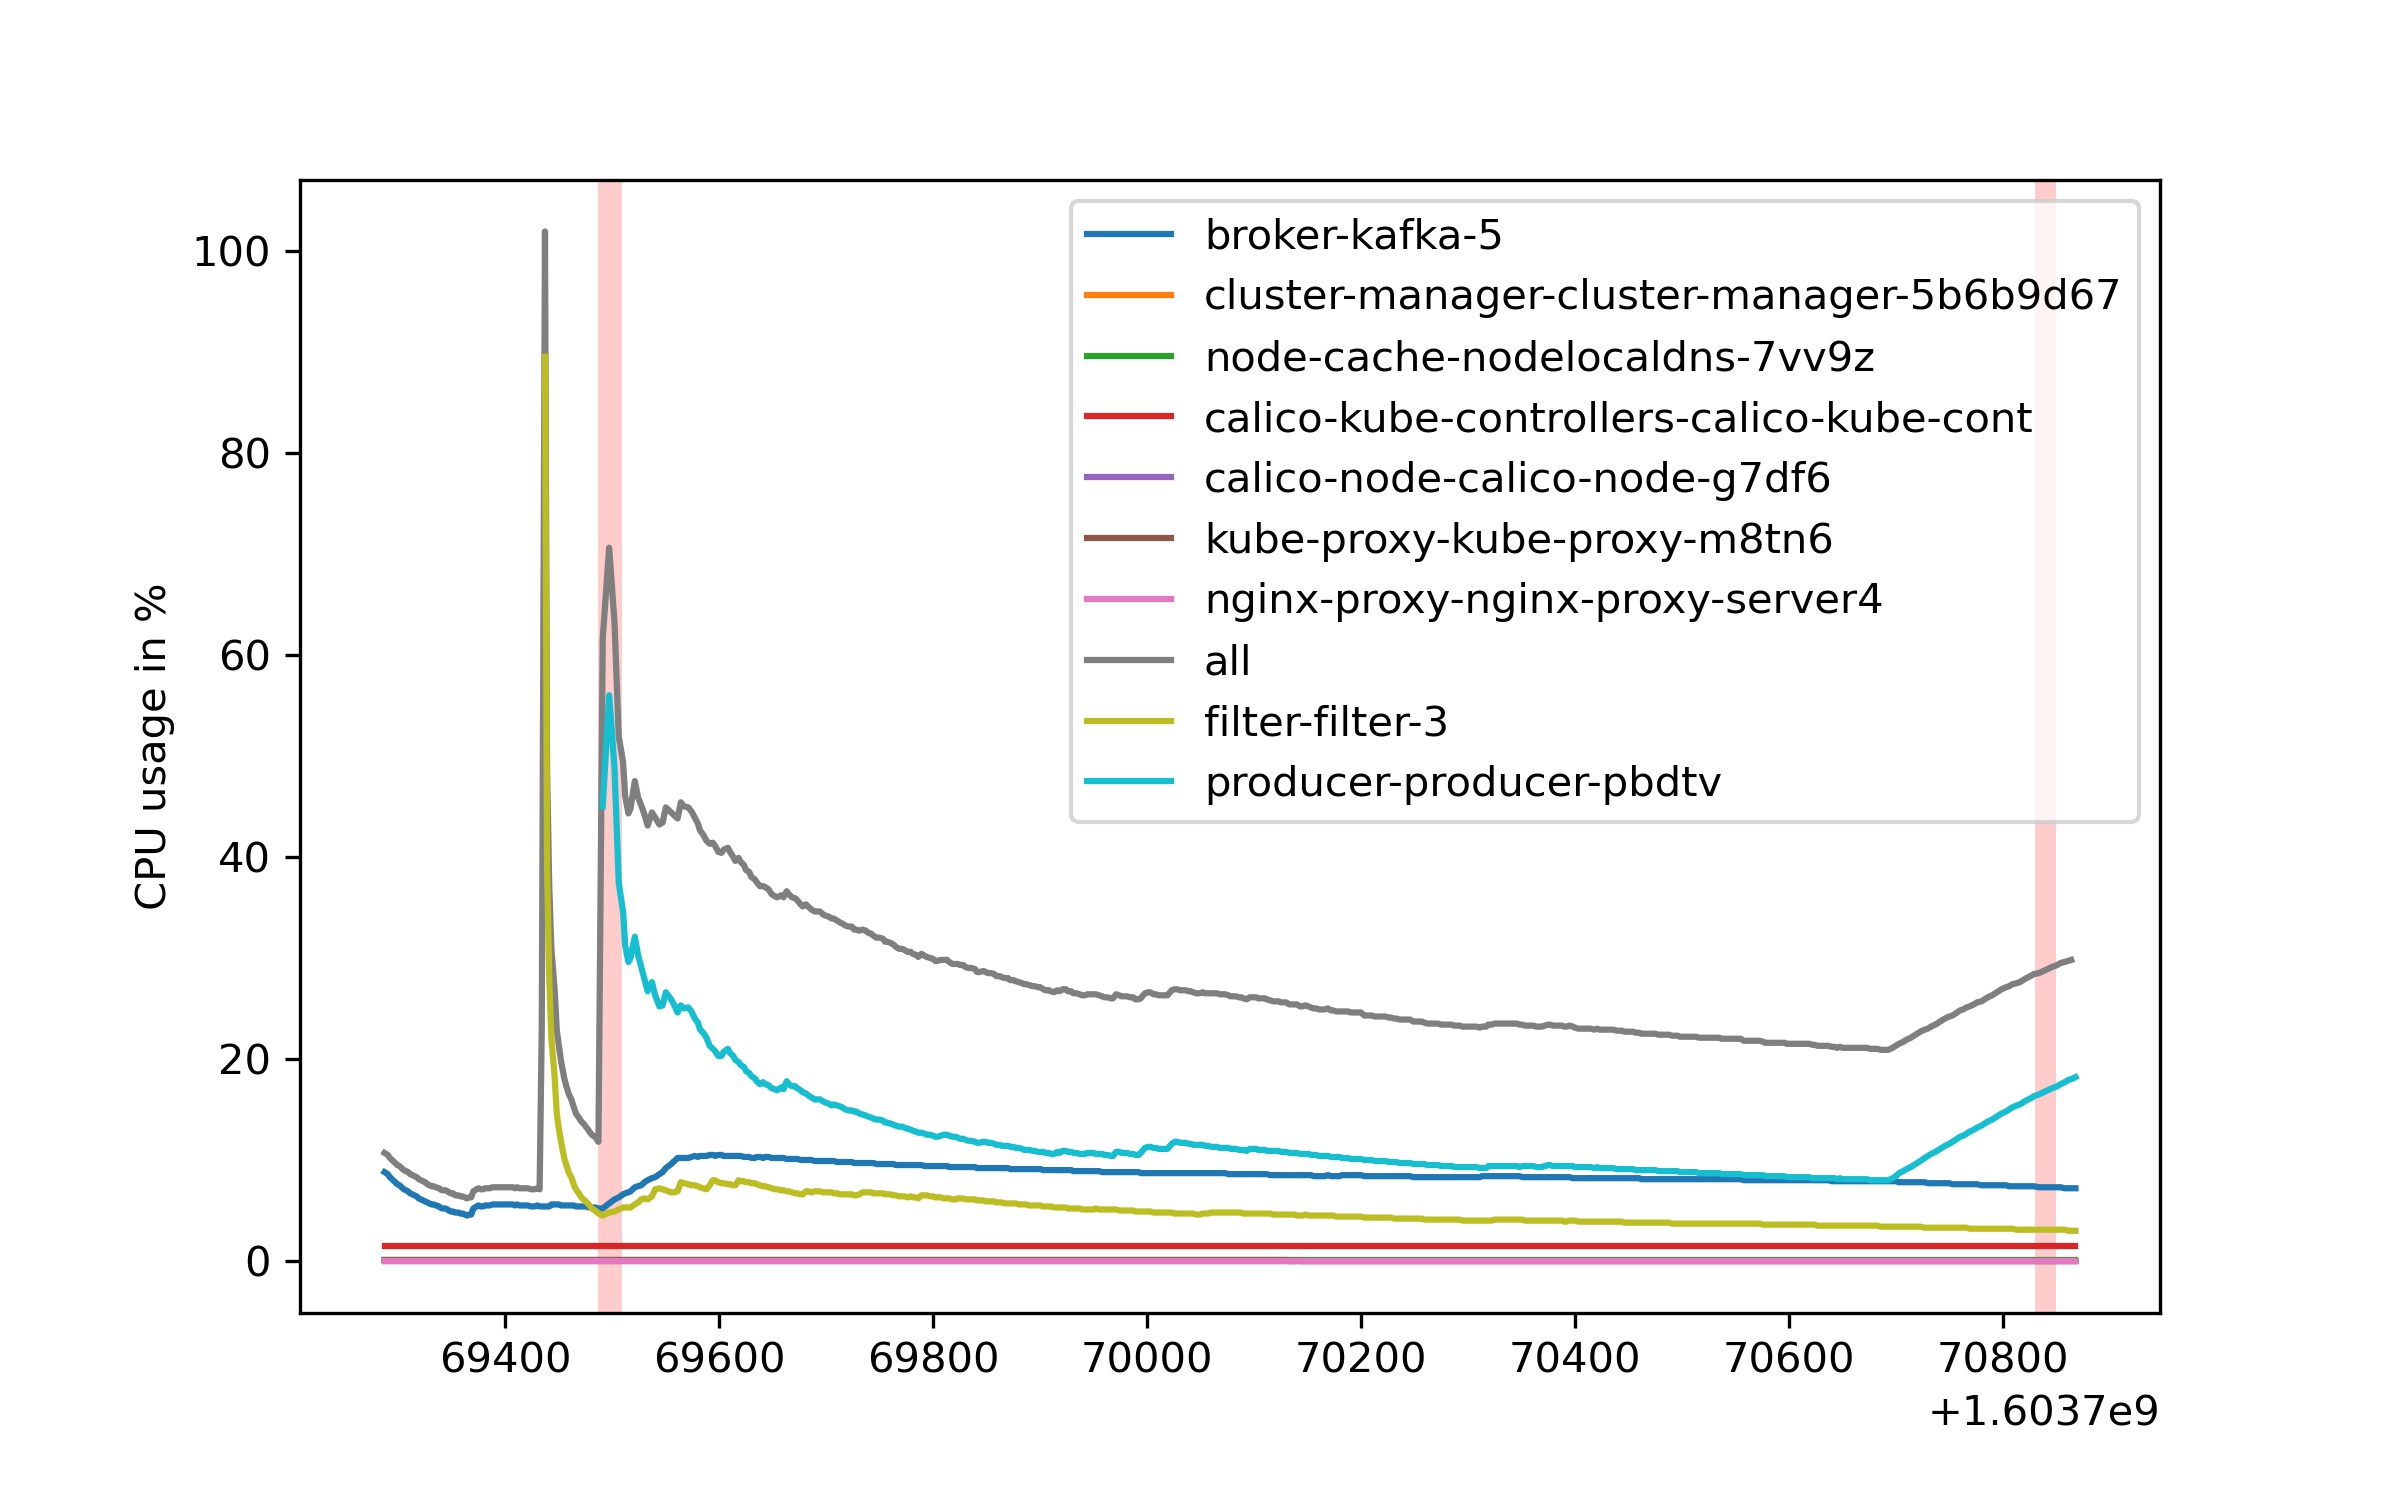 CPU usage in %
100
80
60
40
20
0
broker-kafka-5
cluster-manager-cluster-manager-5b6b9d67
node-cache-nodelocaldns-7vv9z
calico-kube-controllers-calico-kube-cont
calico-node-calico-node-g7df6
kube-proxy-kube-proxy-m8tn6
nginx-proxy-nginx-proxy-server4
all
filter-filter-3
producer-producer-pbdtv
69400 69600 69800 70000 70200 70400 70600 70800
+1.6037e9